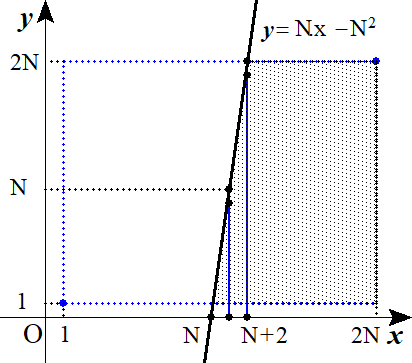 y
y= Nx −N²
2N
N
1
O 1 N N+2 2N x